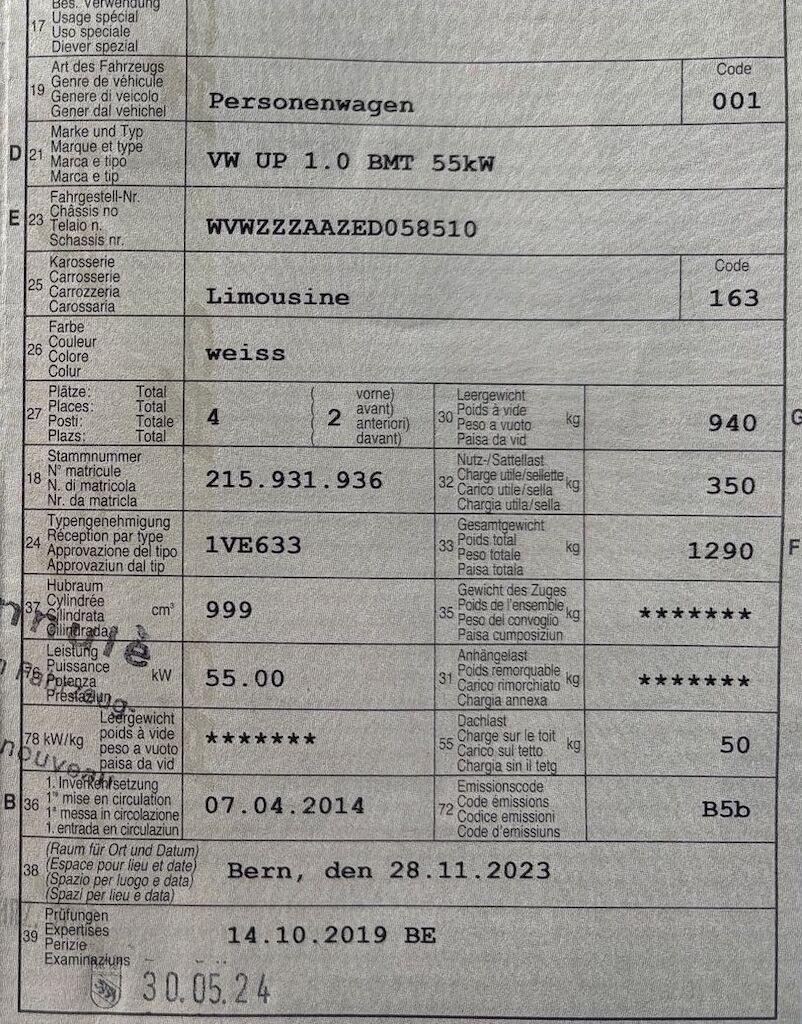 Bes. Verwendung
17 Usage spécial
Uso speciale
Diever spezial
19 Art des Fahrzeugs
Genre de véhicule
Genere di veicolo
Gener dal vehichel
Personenwagen
Code
001
D 21 Marke und Typ
Marque et type
Marca e tipo
Marca e tip
VW UP 1.0 BMT 55kW
E 23 Fahrgestell-Nr.
Châssis no
Telaio n.
Schassis nr.
WVWZZZAAZED058510
25 Karosserie
Carrosserie
Carrozzeria
Carossaria
Limousine
Code
163
26 Farbe
Couleur
Colore
Colur
weiss
27 Plätze: Total
Places: Total
Posti: Totale
Plazs: Total
4
2
( vorne)
( avant)
( anteriori)
( davant)
30 Leergewicht
Poids à vide
Peso a vuoto
Paisa da vid
kg
940
G
18 Stammnummer
N° matricule
N. di matricola
Nr. da matricla
215.931.936
32 Nutz-/Sattellast
Charge utile/sellette
Carico utile/sella
Chargia utila/sella
kg
350
24 Typengenehmigung
Réception par type
Approvazione del tipo
Approvaziun dal tip
1VE633
33 Gesamtgewicht
Poids total
Peso totale
Paisa totala
kg
1290
F
37 Hubraum
Cylindrée
Cilindrata
Cilindrada
cm³
999
35 Gewicht des Zuges
Poids de l'ensemble
Peso del convoglio
Paisa cumposiziun
kg
*******
76 Leistung
Puissance
Potenza
Prestaziun
kW
55.00
31 Anhängelast
Poids remorquable
Carico rimorchiato
Chargia annexa
kg
*******
78 kW/kg
Leergewicht
poids à vide
peso a vuoto
paisa da vid
*******
55 Dachlast
Charge sur le toit
Carico sul tetto
Chargia sin il tetg
kg
50
B 36 1. Inverkehrsetzung
1re mise en circulation
1a messa in circolazione
1. entrada en circulaziun
07.04.2014
72 Emissionscode
Code émissions
Codice emissioni
Code d'emissiuns
B5b
38 (Raum für Ort und Datum)
(Espace pour lieu et date)
(Spazio per luogo e data)
(Spazi per lieu e data)
Bern, den 28.11.2023
39 Prüfungen
Expertises
Perizie
Examinaziuns
14.10.2019 BE
30.05.24
nouveau